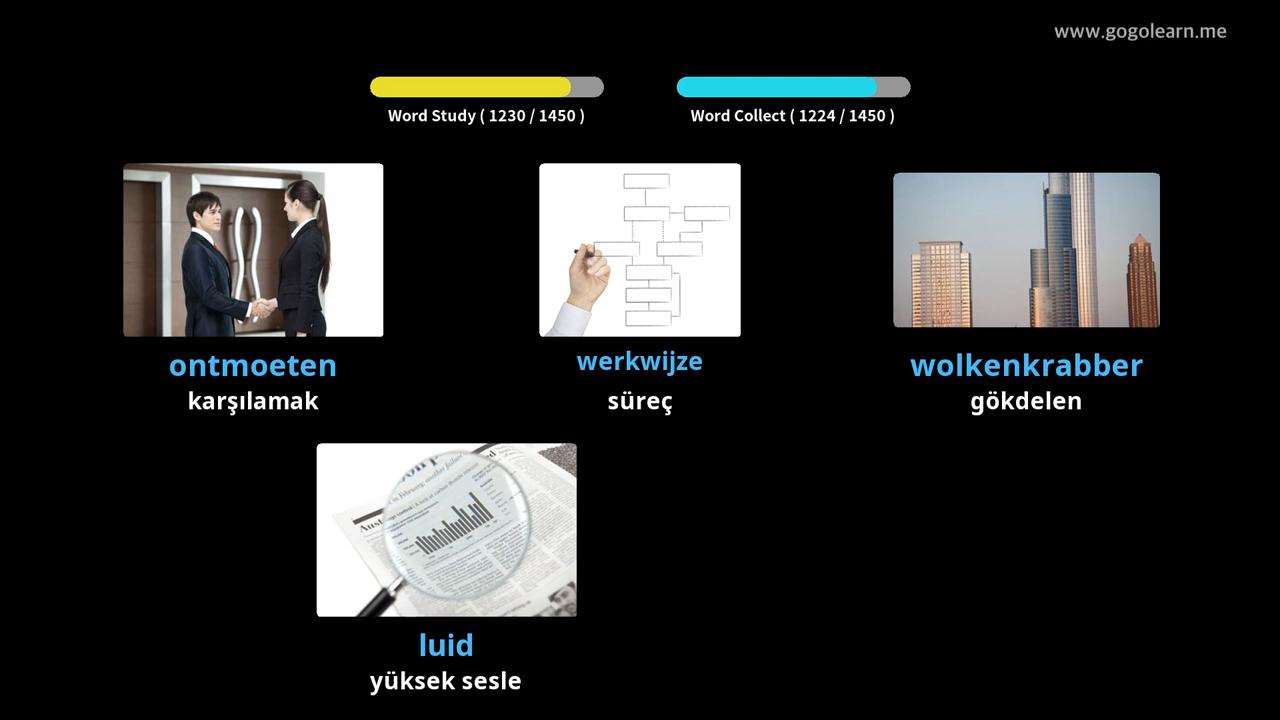 www.gogolearn.me
Word Study ( 1230 / 1450 )
Word Collect ( 1224 / 1450 )
ontmoeten
karşılamak
werkwijze
süreç
wolkenkrabber
gökdelen
luid
yüksek sesle